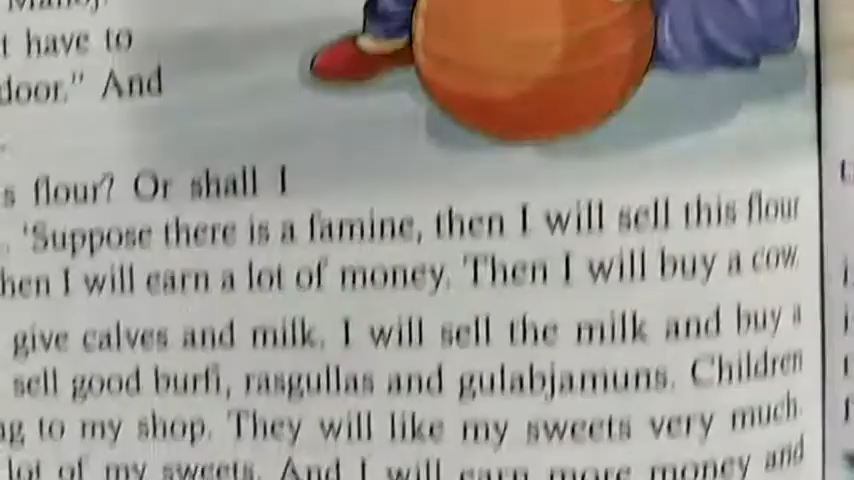 Manoj.
t have to
door." And
.
s flour? Or shall I
. 'Suppose there is a famine, then I will sell this flour
hen I will earn a lot of money. Then I will buy a cow.
give calves and milk. I will sell the milk and buy a
sell good burfi, rasgullas and gulabjamuns. Children
ng to my shop. They will like my sweets very much.
lot of my sweets. And I will earn more money and